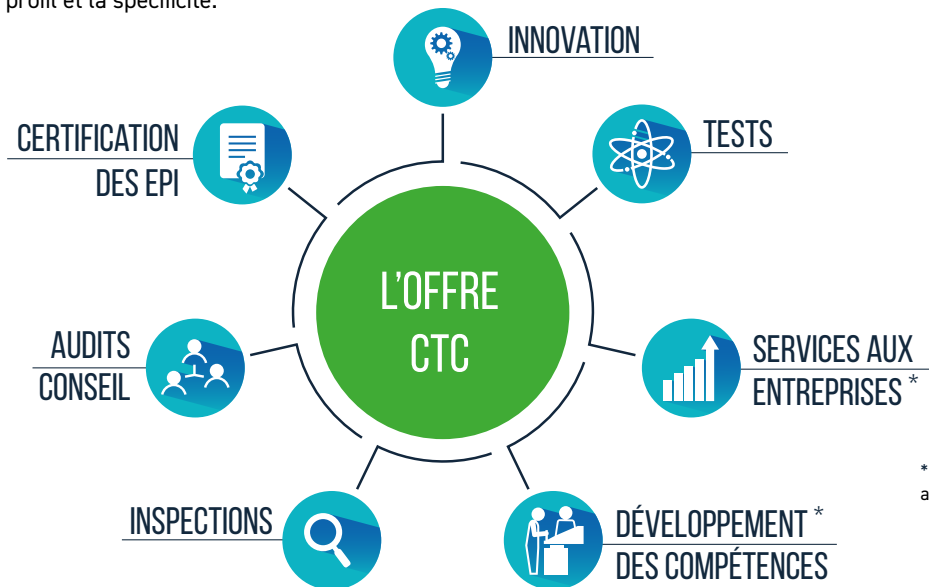 profil et la spécificité.
INNOVATION
CERTIFICATION
DES EPI
TESTS
L'OFFRE
CTC
AUDITS
CONSEIL
SERVICES AUX
ENTREPRISES *
*
a
INSPECTIONS
DÉVELOPPEMENT *
DES COMPÉTENCES